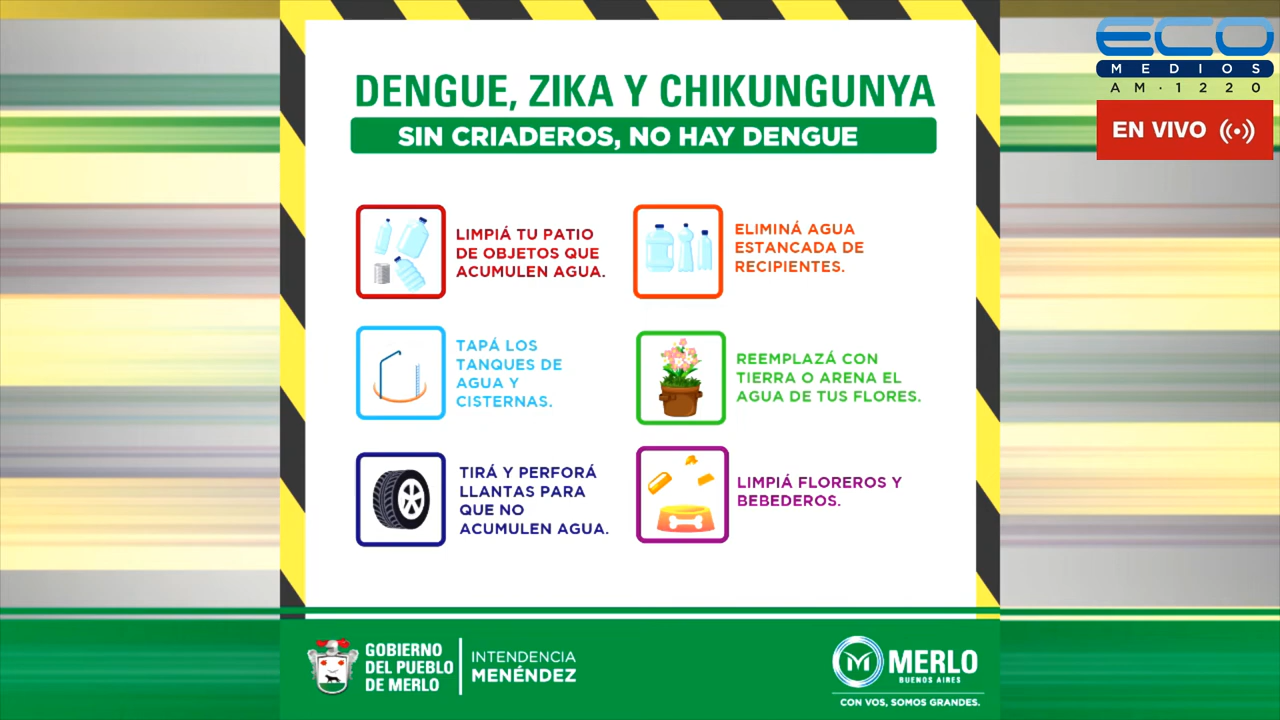 ECO
MEDIOS
AM·1220
EN VIVO
DENGUE, ZIKA Y CHIKUNGUNYA
SIN CRIADEROS, NO HAY DENGUE
LIMPIÁ TU PATIO
DE OBJETOS QUE
ACUMULEN AGUA.
ELIMINÁ AGUA
ESTANCADA DE
RECIPIENTES.
TAPÁ LOS
TANQUES DE
AGUA Y
CISTERNAS.
REEMPLAZÁ CON
TIERRA O ARENA EL
AGUA DE TUS FLORES.
TIRÁ Y PERFORÁ
LLANTAS PARA
QUE NO
ACUMULEN AGUA.
LIMPIÁ FLOREROS Y
BEBEDEROS.
GOBIERNO
DEL PUEBLO
DE MERLO
INTENDENCIA
MENÉNDEZ
MERLO
BUENOS AIRES
CON VOS, SOMOS GRANDES.